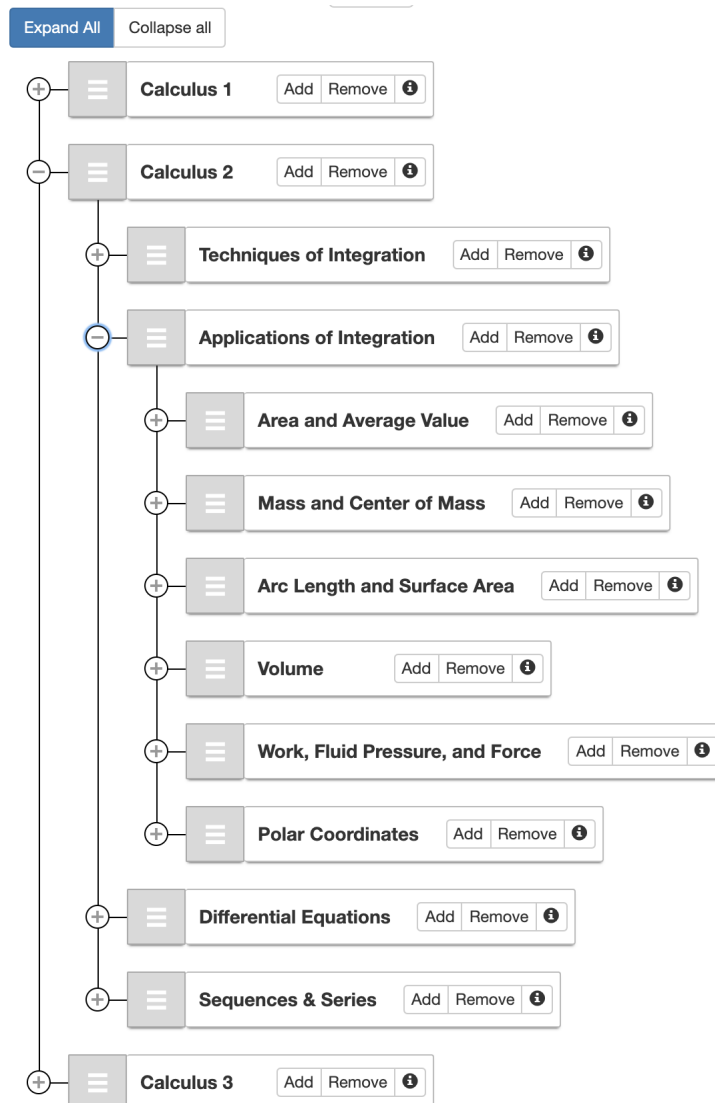 Expand All Collapse all
Calculus 1 Add Remove
Calculus 2 Add Remove
Techniques of Integration Add Remove
Applications of Integration Add Remove
Area and Average Value Add Remove
Mass and Center of Mass Add Remove
Arc Length and Surface Area Add Remove
Volume Add Remove
Work, Fluid Pressure, and Force Add Remove
Polar Coordinates Add Remove
Differential Equations Add Remove
Sequences & Series Add Remove
Calculus 3 Add Remove